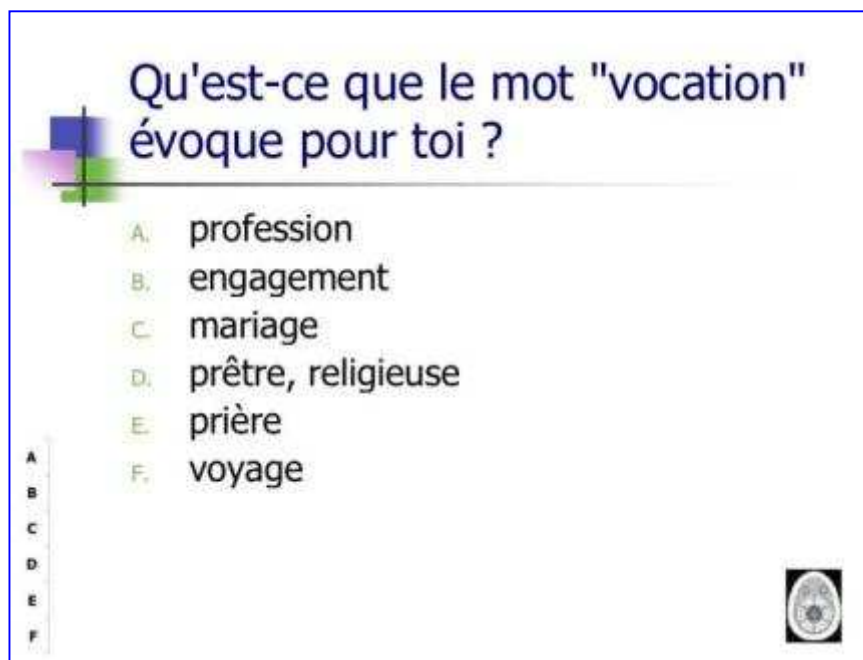 Qu'est-ce que le mot "vocation"
évoque pour toi ?
A. profession
B. engagement
C. mariage
D. prêtre, religieuse
E. prière
F. voyage
A
B
C
D
E
F